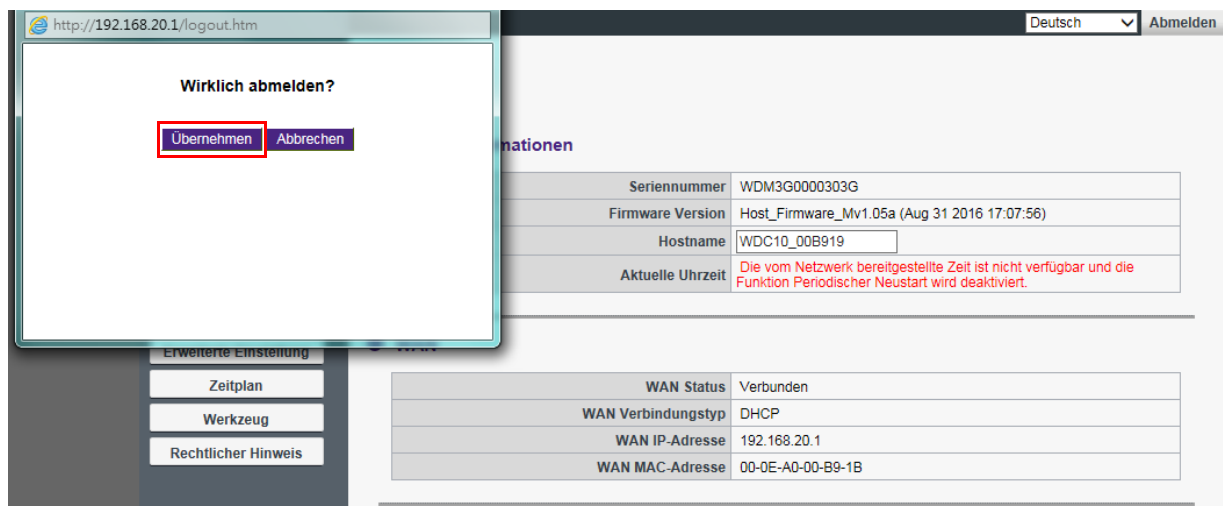 http://192.168.20.1/logout.htm
Deutsch
Abmelden
Wirklich abmelden?
Übernehmen
Abbrechen
mationen
Seriennummer WDM3G0000303G
Firmware Version Host_Firmware_Mv1.05a (Aug 31 2016 17:07:56)
Hostname WDC10_00B919
Aktuelle Uhrzeit Die vom Netzwerk bereitgestellte Zeit ist nicht verfügbar und die
Funktion Periodischer Neustart wird deaktiviert.
Erweiterte Einstellung
WAN
Zeitplan
Werkzeug
Rechtlicher Hinweis
WAN Status Verbunden
WAN Verbindungstyp DHCP
WAN IP-Adresse 192.168.20.1
WAN MAC-Adresse 00-0E-A0-00-B9-1B